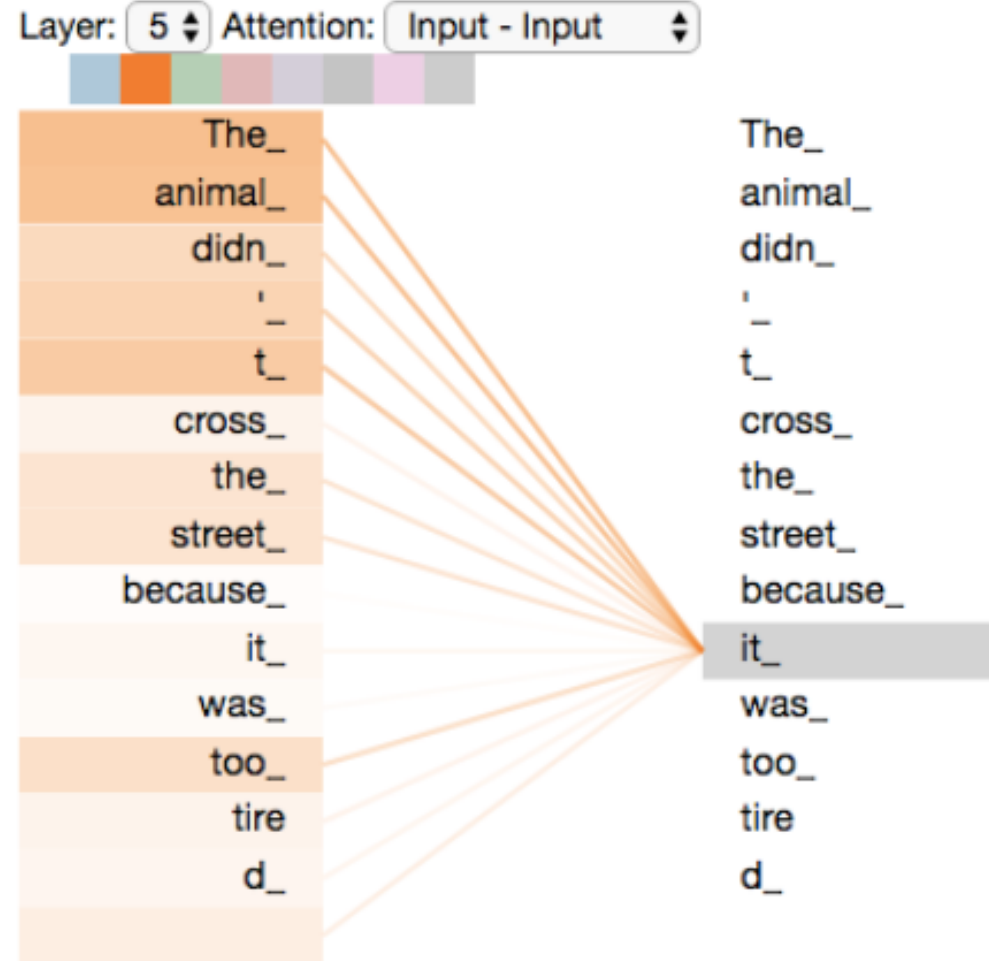 Layer: 5 Attention: Input - Input
The_ The_
animal_ animal_
didn_ didn_
'_ '_
t_ t_
cross_ cross_
the_ the_
street_ street_
because_ because_
it_ it_
was_ was_
too_ too_
tire tire
d_ d_